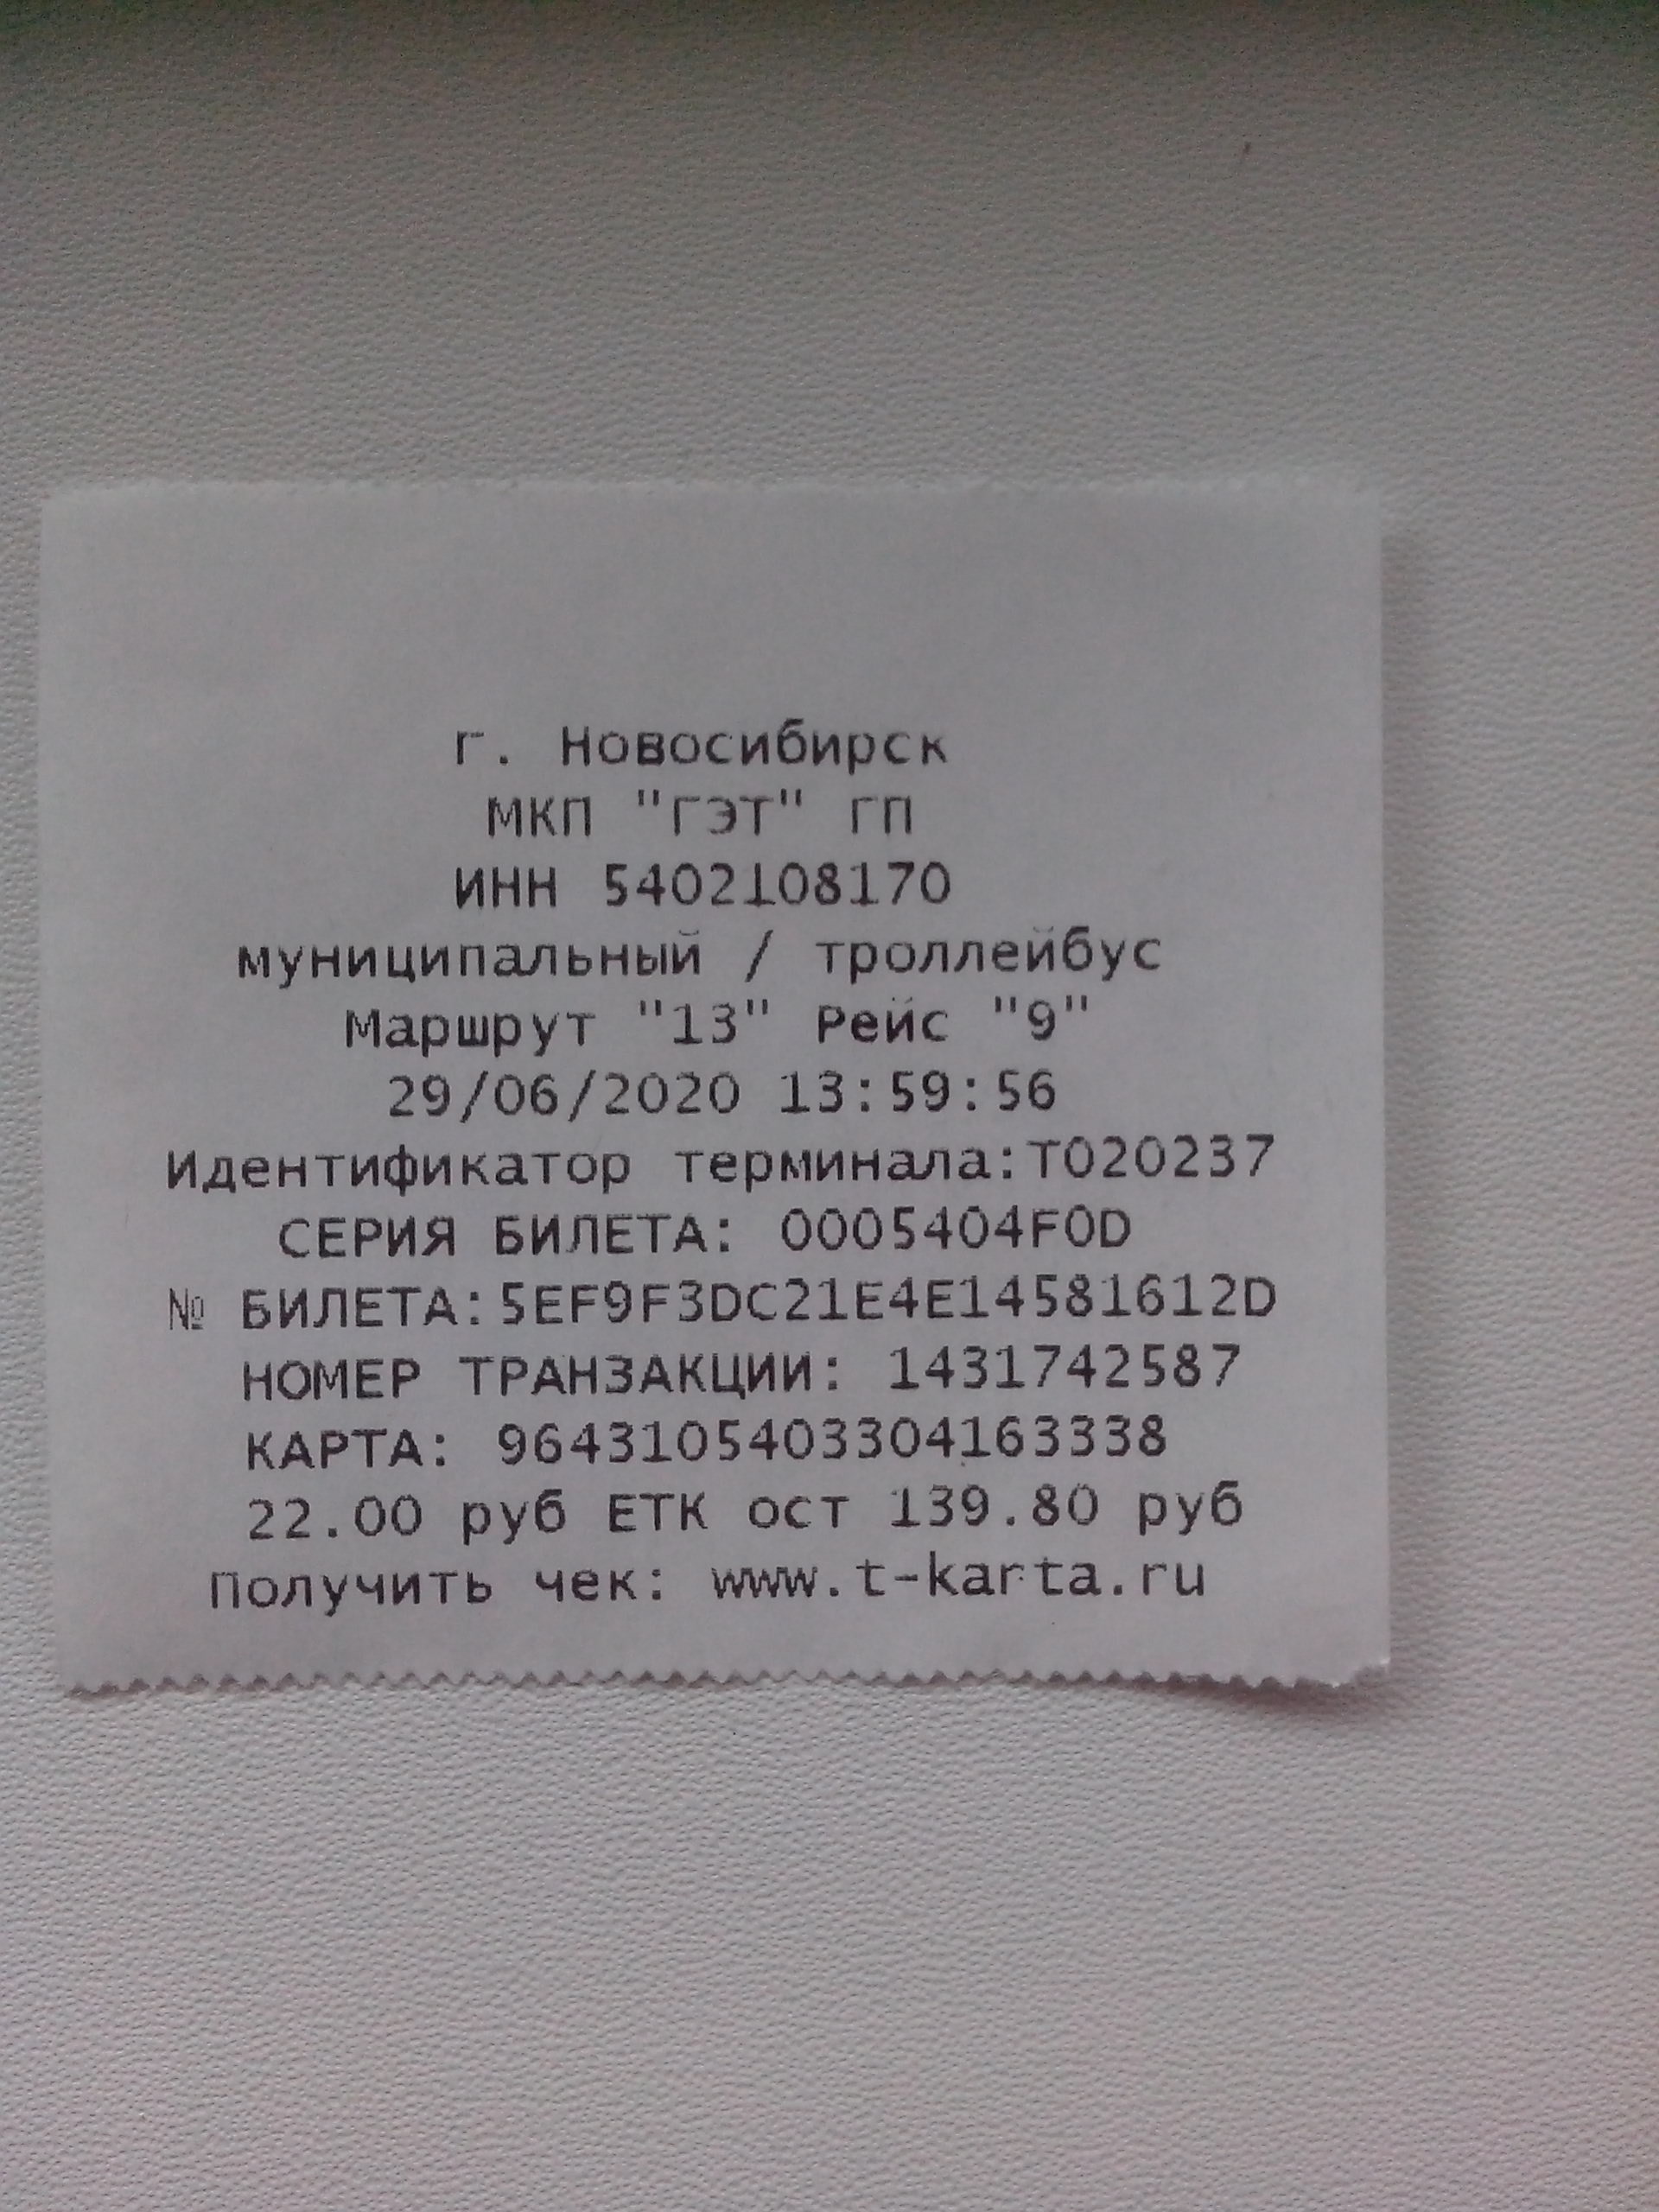 г. Новосибирск
МКП "ГЭТ" ГП
ИНН 5402108170
муниципальный / троллейбус
Маршрут "13" Рейс "9"
29/06/2020 13:59:56
Идентификатор терминала:Т020237
СЕРИЯ БИЛЕТА: 0005404F0D
№ БИЛЕТА:5EF9F3DC21E4E14581612D
НОМЕР ТРАНЗАКЦИИ: 1431742587
КАРТА: 9643105403304163338
22.00 руб ЕТК ост 139.80 руб
Получить чек: www.t-karta.ru